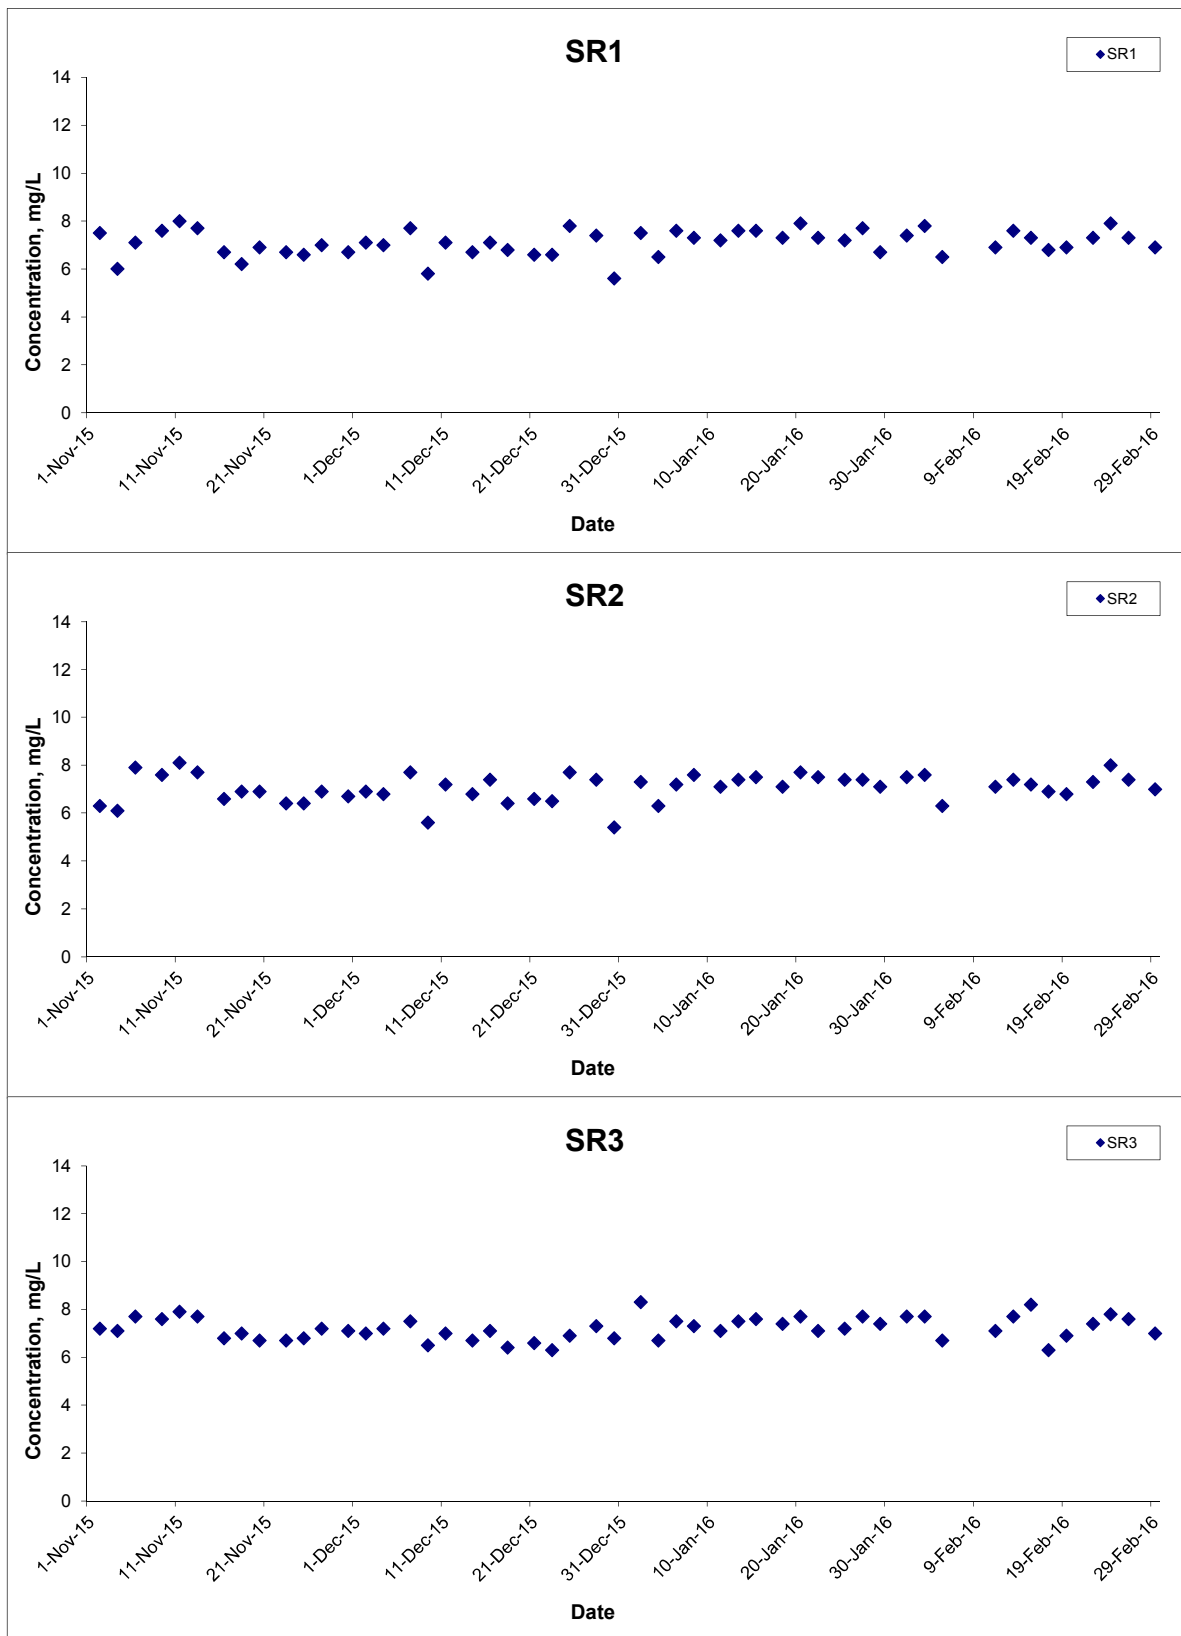 SR1
SR1
14
12
10
8
6
4
2
0
Concentration, mg/L
1-Nov-15
11-Nov-15
21-Nov-15
1-Dec-15
11-Dec-15
21-Dec-15
31-Dec-15
10-Jan-16
20-Jan-16
30-Jan-16
9-Feb-16
19-Feb-16
29-Feb-16
Date
SR2
SR2
14
12
10
8
6
4
2
0
Concentration, mg/L
1-Nov-15
11-Nov-15
21-Nov-15
1-Dec-15
11-Dec-15
21-Dec-15
31-Dec-15
10-Jan-16
20-Jan-16
30-Jan-16
9-Feb-16
19-Feb-16
29-Feb-16
Date
SR3
SR3
14
12
10
8
6
4
2
0
Concentration, mg/L
1-Nov-15
11-Nov-15
21-Nov-15
1-Dec-15
11-Dec-15
21-Dec-15
31-Dec-15
10-Jan-16
20-Jan-16
30-Jan-16
9-Feb-16
19-Feb-16
29-Feb-16
Date